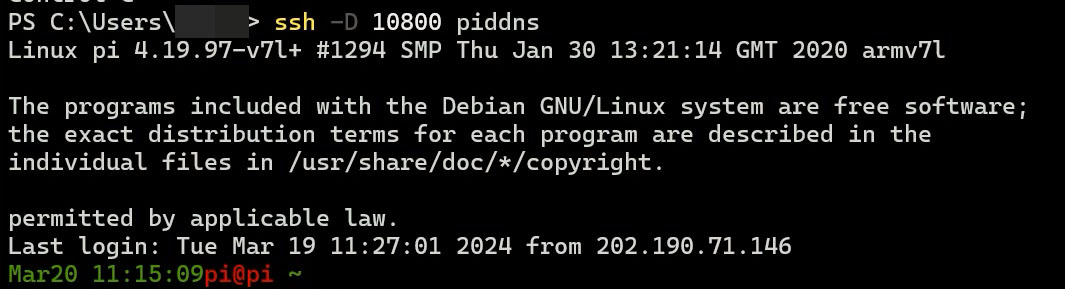 PS C:\Users\ > ssh -D 10800 piddns
Linux pi 4.19.97-v7l+ #1294 SMP Thu Jan 30 13:21:14 GMT 2020 armv7l
The programs included with the Debian GNU/Linux system are free software;
the exact distribution terms for each program are described in the
individual files in /usr/share/doc/*/copyright.
permitted by applicable law.
Last login: Tue Mar 19 11:27:01 2024 from 202.190.71.146
Mar20 11:15:09pi@pi ~